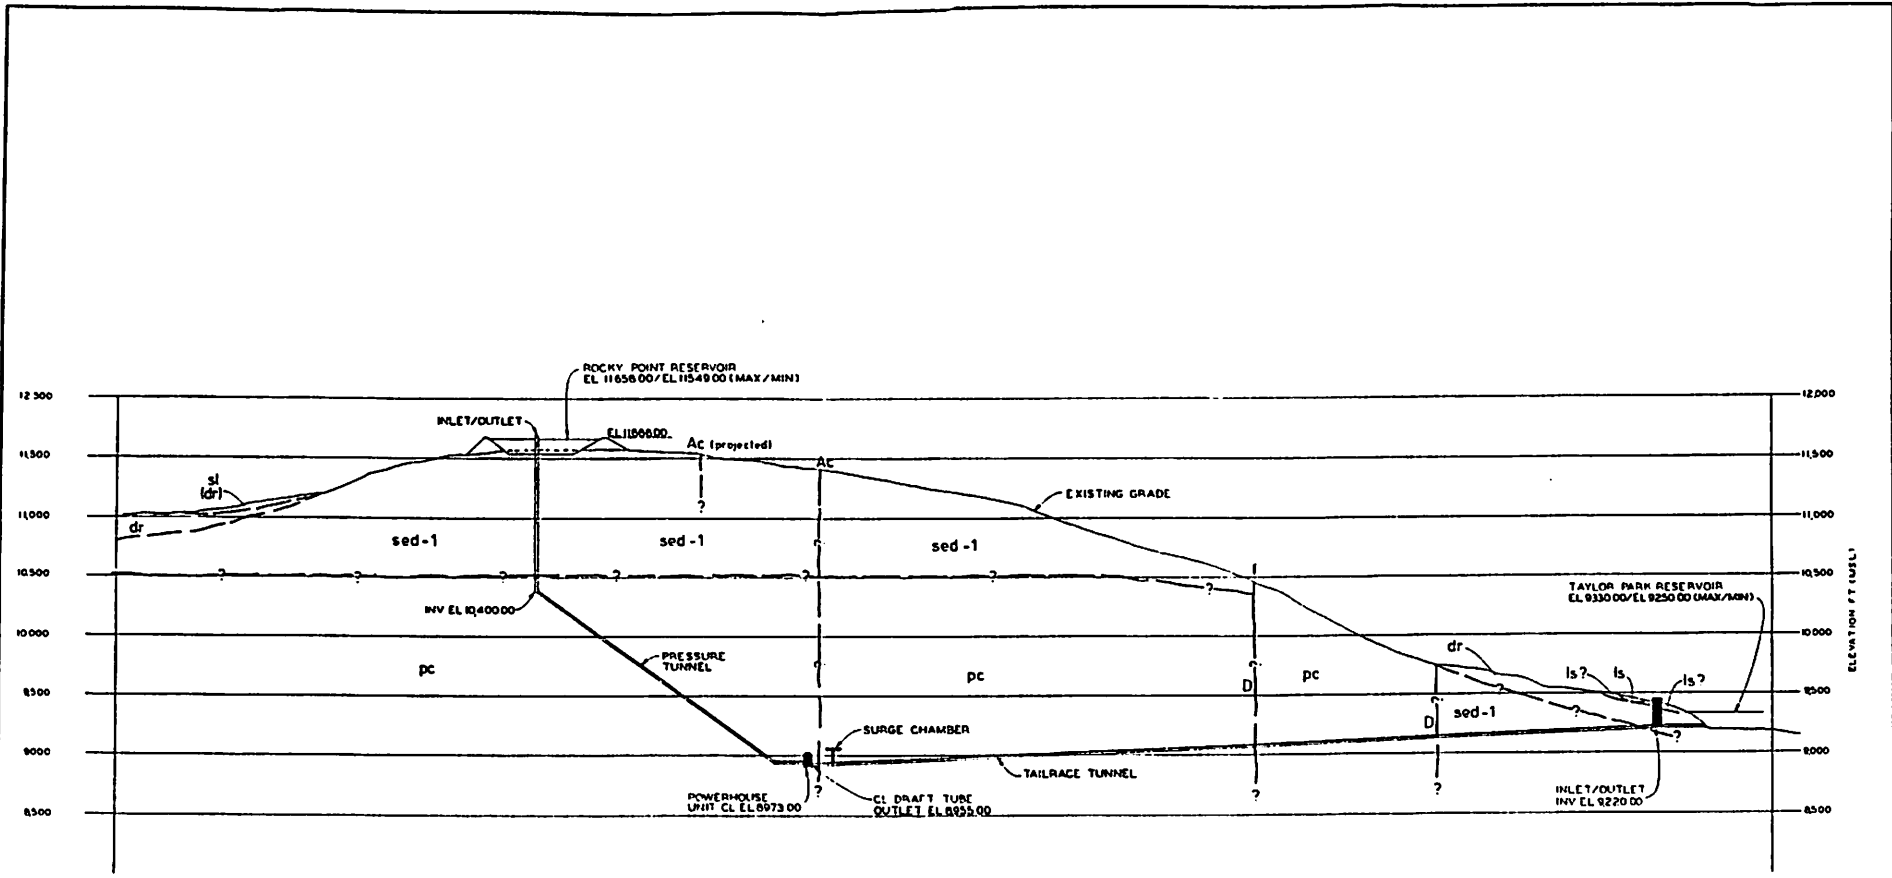 ROCKY POINT RESERVOIR
EL 11658.00/EL 11549.00 (MAX/MIN)
12 500
12,000
INLET/OUTLET
EL 11666.00
Ac (projected)
11,500
11,500
Ac
sl
(dr)
EXISTING GRADE
11,000
11,000
dr
?
sed-1
sed-1
sed-1
?
10,500
? ? ? ? ? ?
10,500
?
TAYLOR PARK RESERVOIR
EL 9330.00/EL 9250.00 (MAX/MIN)
INV EL 10,400.00
ELEVATION FT (MSL)
10 000
10,000
PRESSURE
TUNNEL
dr
pc
?
pc
?
pc
ls?
ls
ls?
D
?
9,500
9,500
?
D
sed-1
?
SURGE CHAMBER
?
9,000
9,000
TAILRACE TUNNEL
POWERHOUSE
UNIT CL EL 8973.00
?
CL DRAFT TUBE
OUTLET EL 8955.00
?
?
INLET/OUTLET
INV EL 9,220.00
8,500
8,500